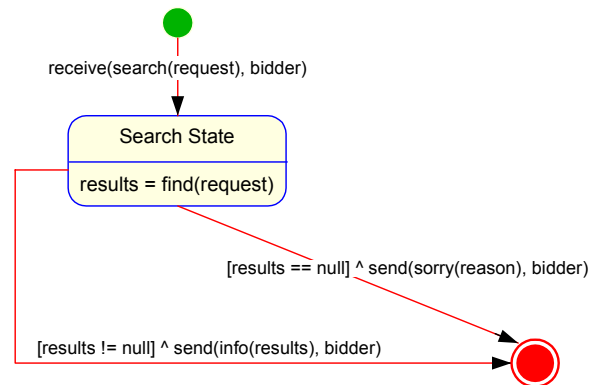 receive(search(request), bidder)
Search State
results = find(request)
[results == null] ^ send(sorry(reason), bidder)
[results != null] ^ send(info(results), bidder)